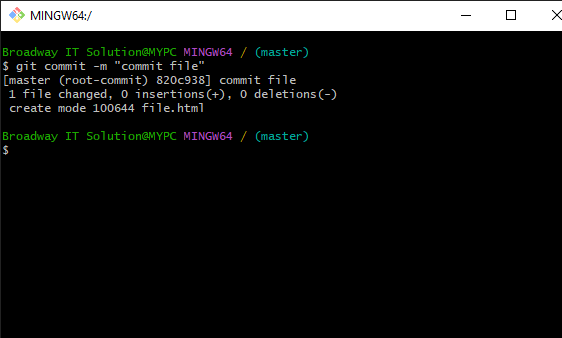 MINGW64:/
Broadway IT Solution@MYPC MINGW64 / (master)
$ git commit -m "commit file"
[master (root-commit) 820c938] commit file
 1 file changed, 0 insertions(+), 0 deletions(-)
 create mode 100644 file.html
Broadway IT Solution@MYPC MINGW64 / (master)
$